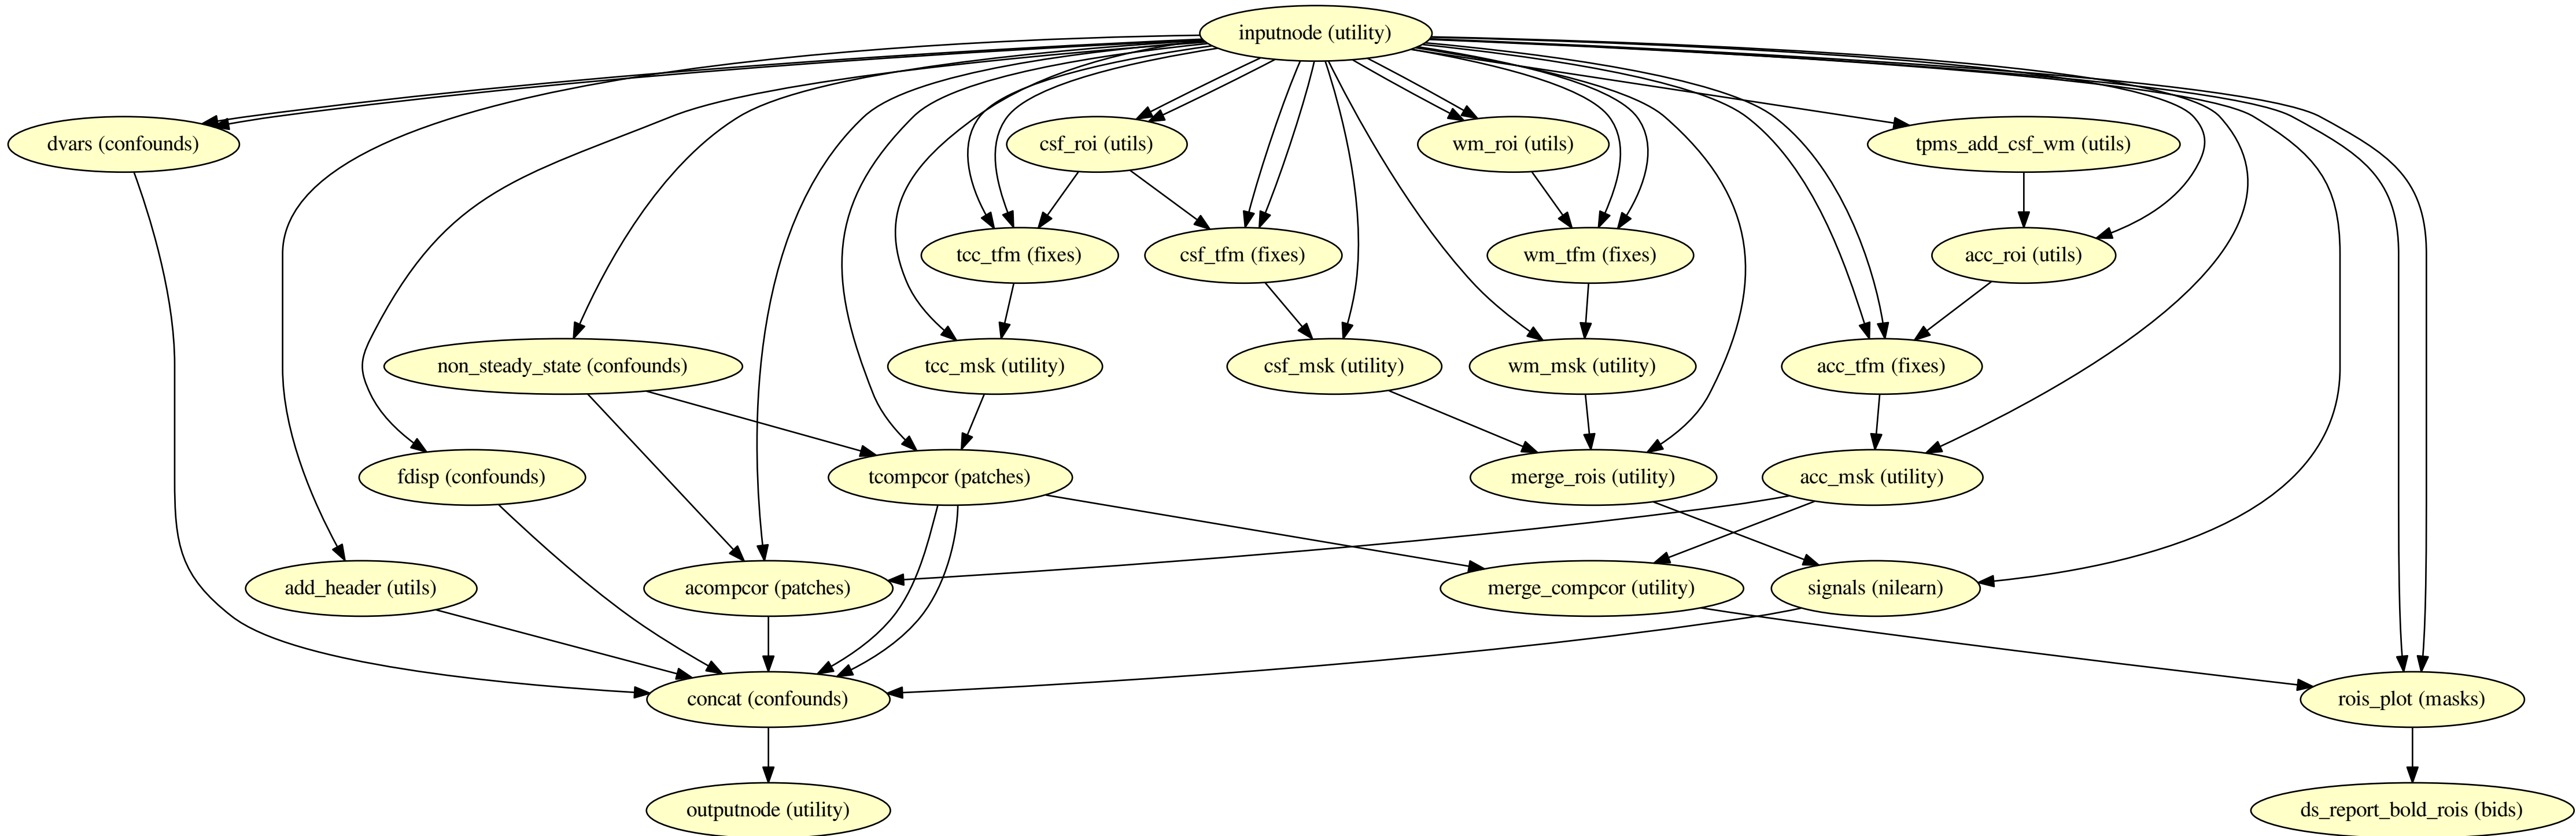 inputnode (utility)
dvars (confounds)
csf_roi (utils)
wm_roi (utils)
tpms_add_csf_wm (utils)
tcc_tfm (fixes)
csf_tfm (fixes)
wm_tfm (fixes)
acc_roi (utils)
non_steady_state (confounds)
tcc_msk (utility)
csf_msk (utility)
wm_msk (utility)
acc_tfm (fixes)
fdisp (confounds)
tcompcor (patches)
merge_rois (utility)
acc_msk (utility)
add_header (utils)
acompcor (patches)
merge_compcor (utility)
signals (nilearn)
concat (confounds)
rois_plot (masks)
outputnode (utility)
ds_report_bold_rois (bids)